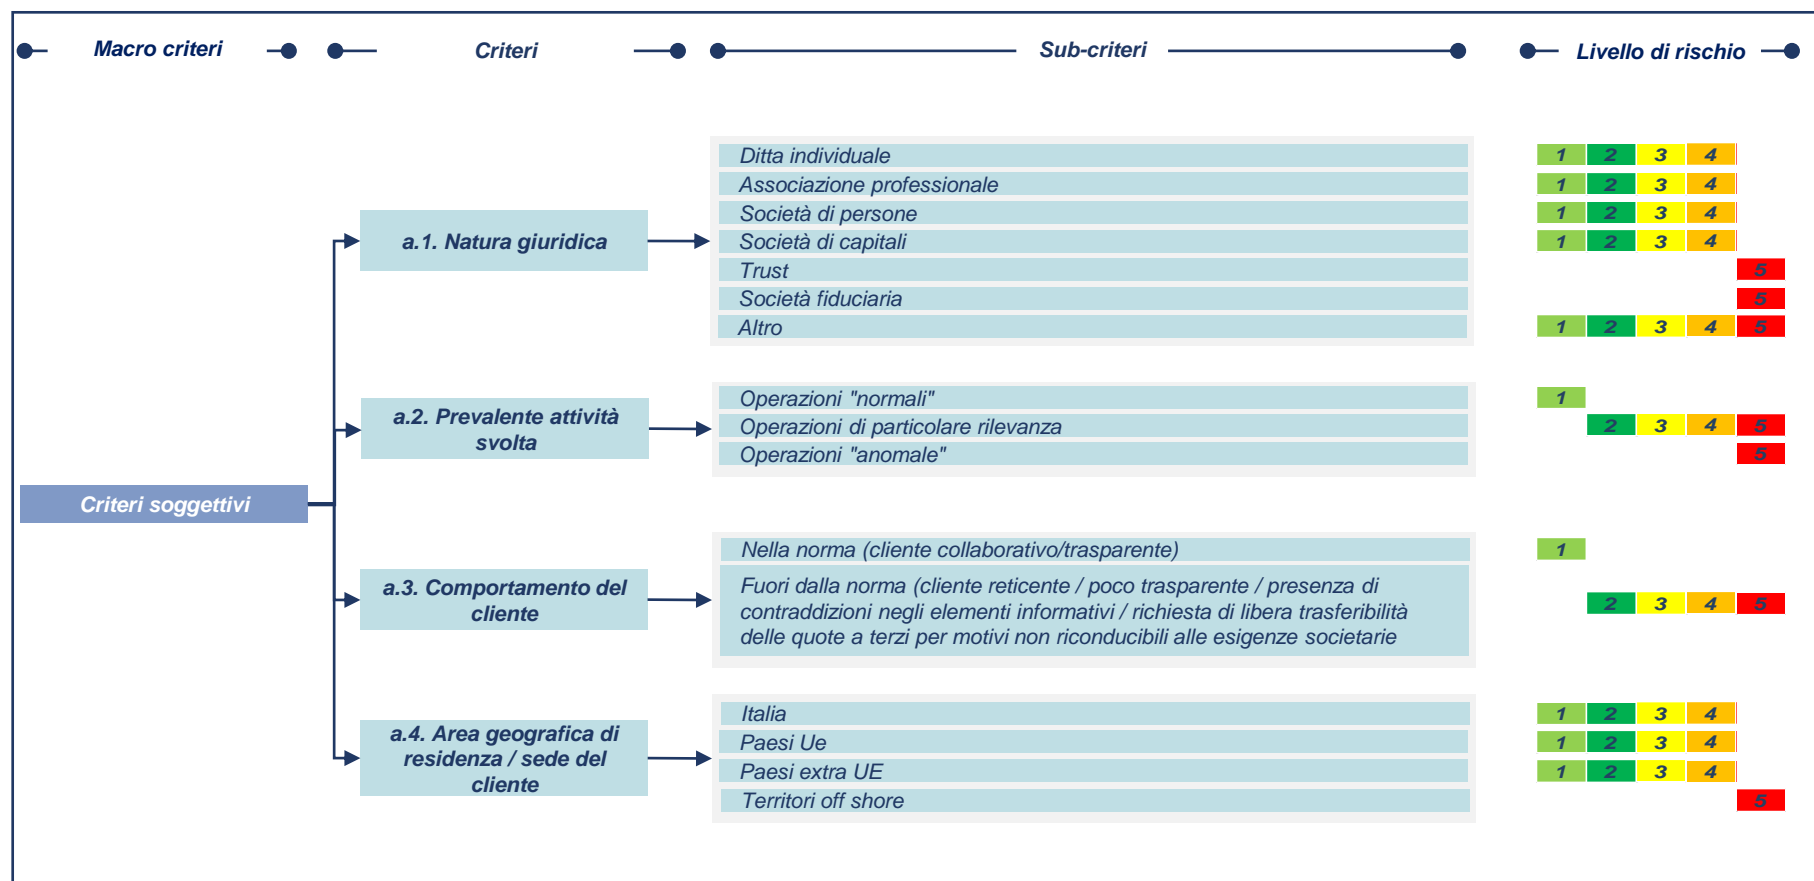 Macro criteri
Criteri
Sub-criteri
Livello di rischio
Criteri soggettivi
a.1. Natura giuridica
Ditta individuale 1 2 3 4
Associazione professionale 1 2 3 4
Società di persone 1 2 3 4
Società di capitali 1 2 3 4
Trust 5
Società fiduciaria 5
Altro 1 2 3 4 5
a.2. Prevalente attività
svolta
Operazioni "normali" 1
Operazioni di particolare rilevanza 2 3 4 5
Operazioni "anomale" 5
a.3. Comportamento del
cliente
Nella norma (cliente collaborativo/trasparente) 1
Fuori dalla norma (cliente reticente / poco trasparente / presenza di
contraddizioni negli elementi informativi / richiesta di libera trasferibilità 2 3 4 5
delle quote a terzi per motivi non riconducibili alle esigenze societarie
a.4. Area geografica di
residenza / sede del
cliente
Italia 1 2 3 4
Paesi Ue 1 2 3 4
Paesi extra UE 1 2 3 4
Territori off shore 5